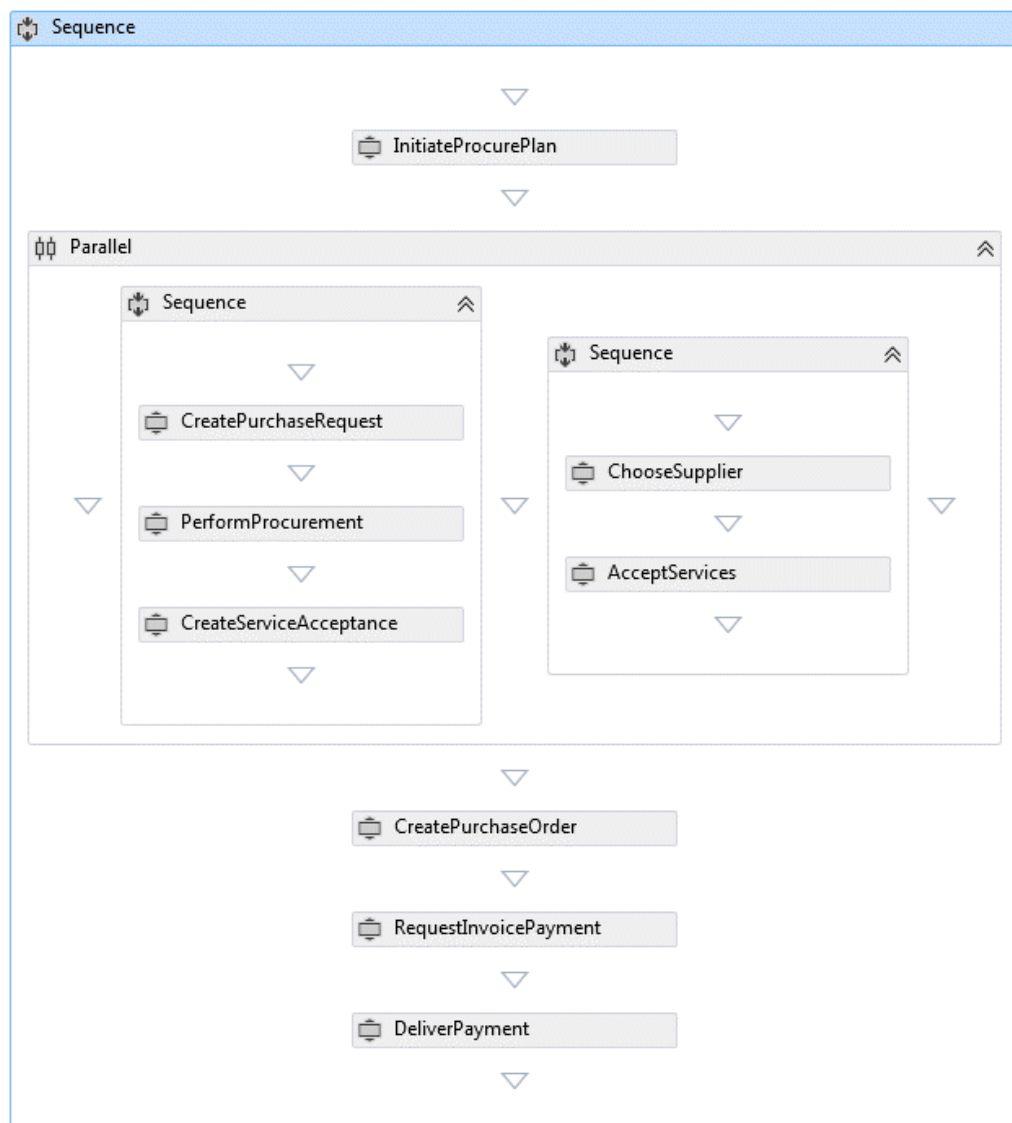 Sequence
InitiateProcurePlan
Parallel
Sequence
CreatePurchaseRequest
PerformProcurement
CreateServiceAcceptance
Sequence
ChooseSupplier
AcceptServices
CreatePurchaseOrder
RequestInvoicePayment
DeliverPayment